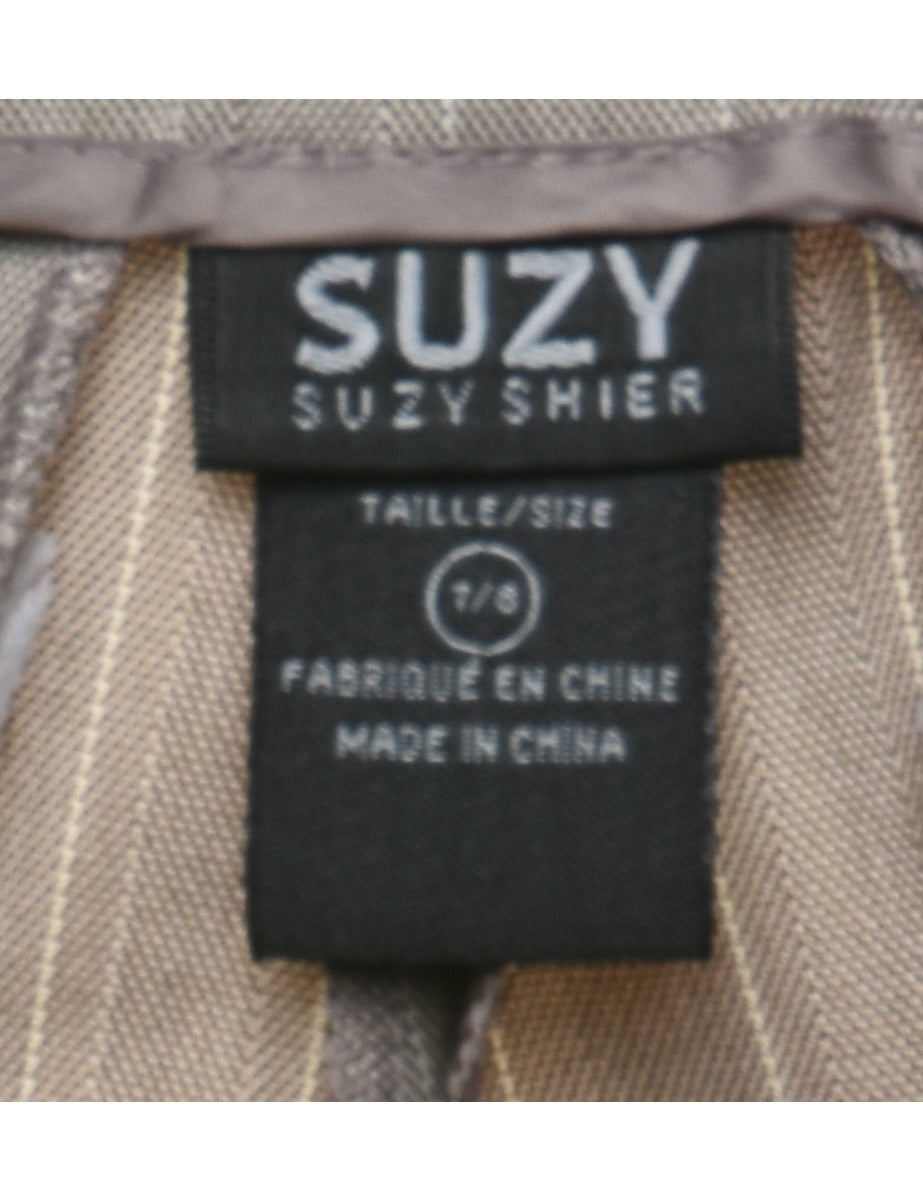 SUZY
SUZY SHIER
TAILLE/SIZE
7/8
FABRIQUÉ EN CHINE
MADE IN CHINA